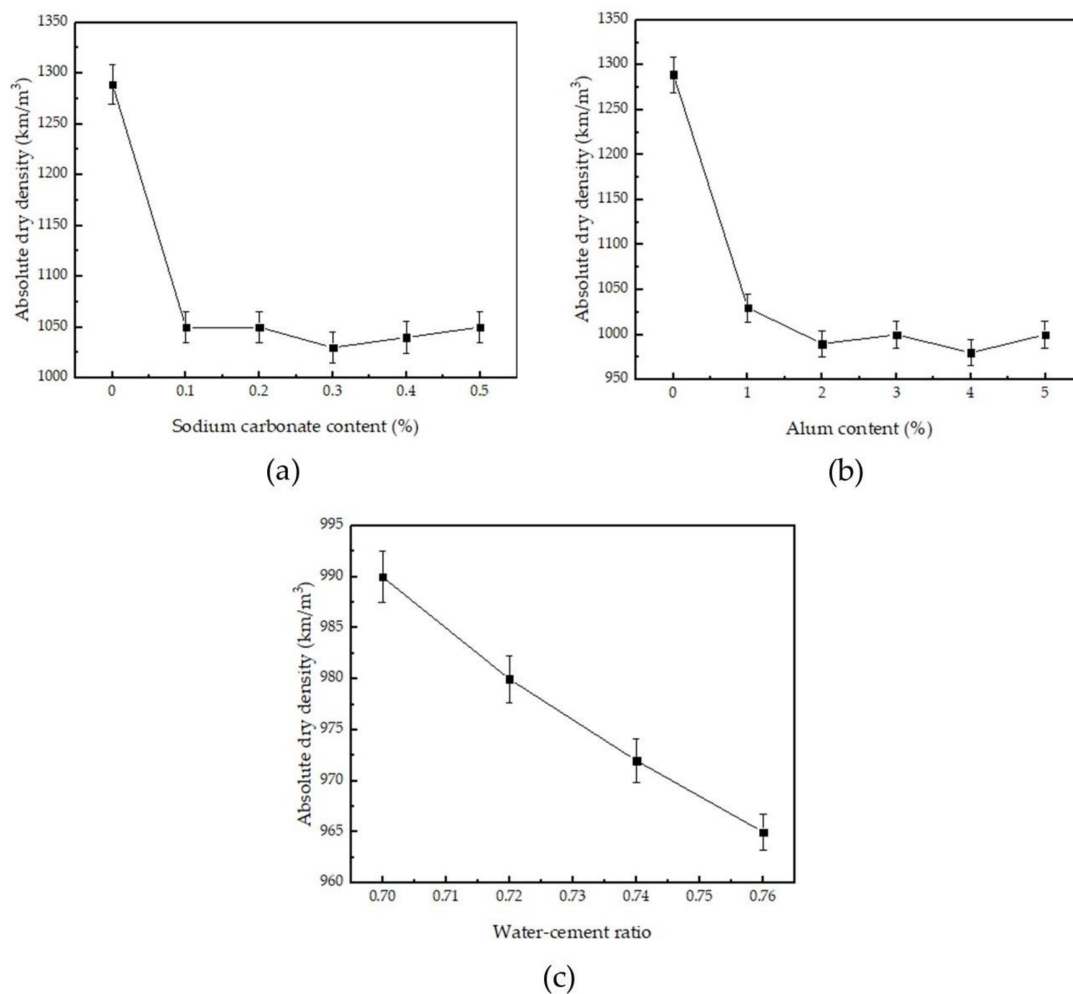 1350
1300
1250
1200
1150
1100
1050
1000
Absolute dry density (km/m³)
0 0.1 0.2 0.3 0.4 0.5
Sodium carbonate content (%)
(a)
1350
1300
1250
1200
1150
1100
1050
1000
950
Absolute dry density (km/m³)
0 1 2 3 4 5
Alum content (%)
(b)
995
990
985
980
975
970
965
960
Absolute dry density (km/m³)
0.70 0.71 0.72 0.73 0.74 0.75 0.76
Water-cement ratio
(c)